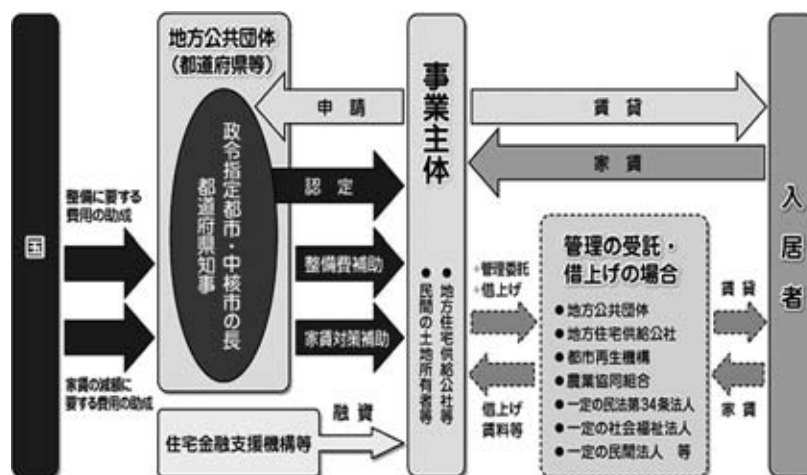 国
整備に要する
費用の助成
家賃の減額に
要する費用の助成
地方公共団体
(都道府県等)
政令指定都市・中核市の長
都道府県知事
申請
認定
整備費補助
家賃対策補助
住宅金融支援機構等
融資
事業主体
●地方住宅供給公社等
●民間の土地所有者等
賃貸
家賃
+管理委託
+借上げ
借上げ
賃料等
管理の受託・
借上げの場合
●地方公共団体
●地方住宅供給公社
●都市再生機構
●農業協同組合
●一定の民法第34条法人
●一定の社会福祉法人
●一定の民間法人 等
賃貸
家賃
入居者